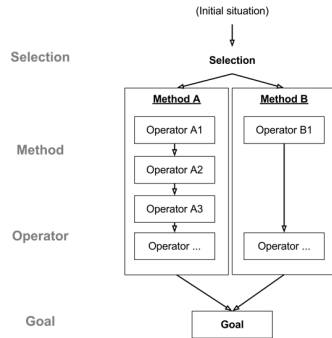 (Initial situation)
Selection
Selection
Method A
Method B
Operator A1
Operator B1
Method
Operator A2
Operator A3
Operator
Operator ...
Operator ...
Goal
Goal